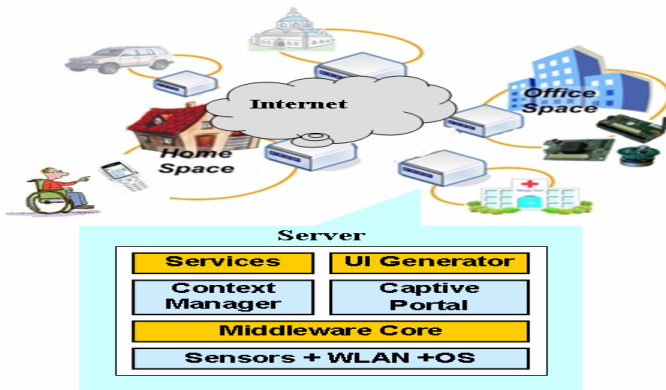 Internet
Office
Space
Home
Space
Server
Services
UI Generator
Context
Manager
Captive
Portal
Middleware Core
Sensors + WLAN +OS